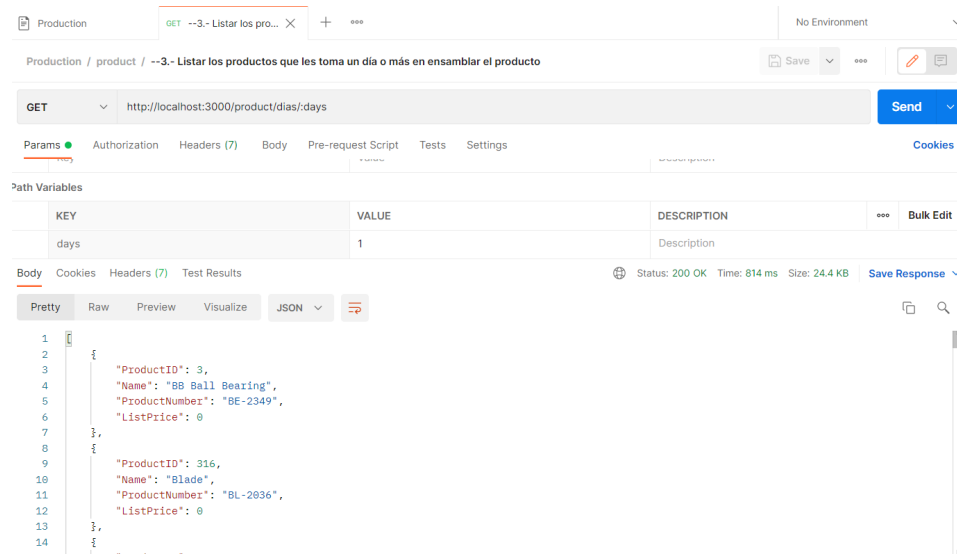 Production
GET --3.- Listar los pro...
No Environment
Production / product / --3.- Listar los productos que les toma un día o más en ensamblar el producto
Save
GET http://localhost:3000/product/dias/:days Send
Params Authorization Headers (7) Body Pre-request Script Tests Settings Cookies
Path Variables
KEY VALUE DESCRIPTION Bulk Edit
days 1 Description
Body Cookies Headers (7) Test Results Status: 200 OK Time: 814 ms Size: 24.4 KB Save Response
Pretty Raw Preview Visualize JSON
1 [
2 {
3 "ProductID": 3,
4 "Name": "BB Ball Bearing",
5 "ProductNumber": "BE-2349",
6 "ListPrice": 0
7 },
8 {
9 "ProductID": 316,
10 "Name": "Blade",
11 "ProductNumber": "BL-2036",
12 "ListPrice": 0
13 },
14 {